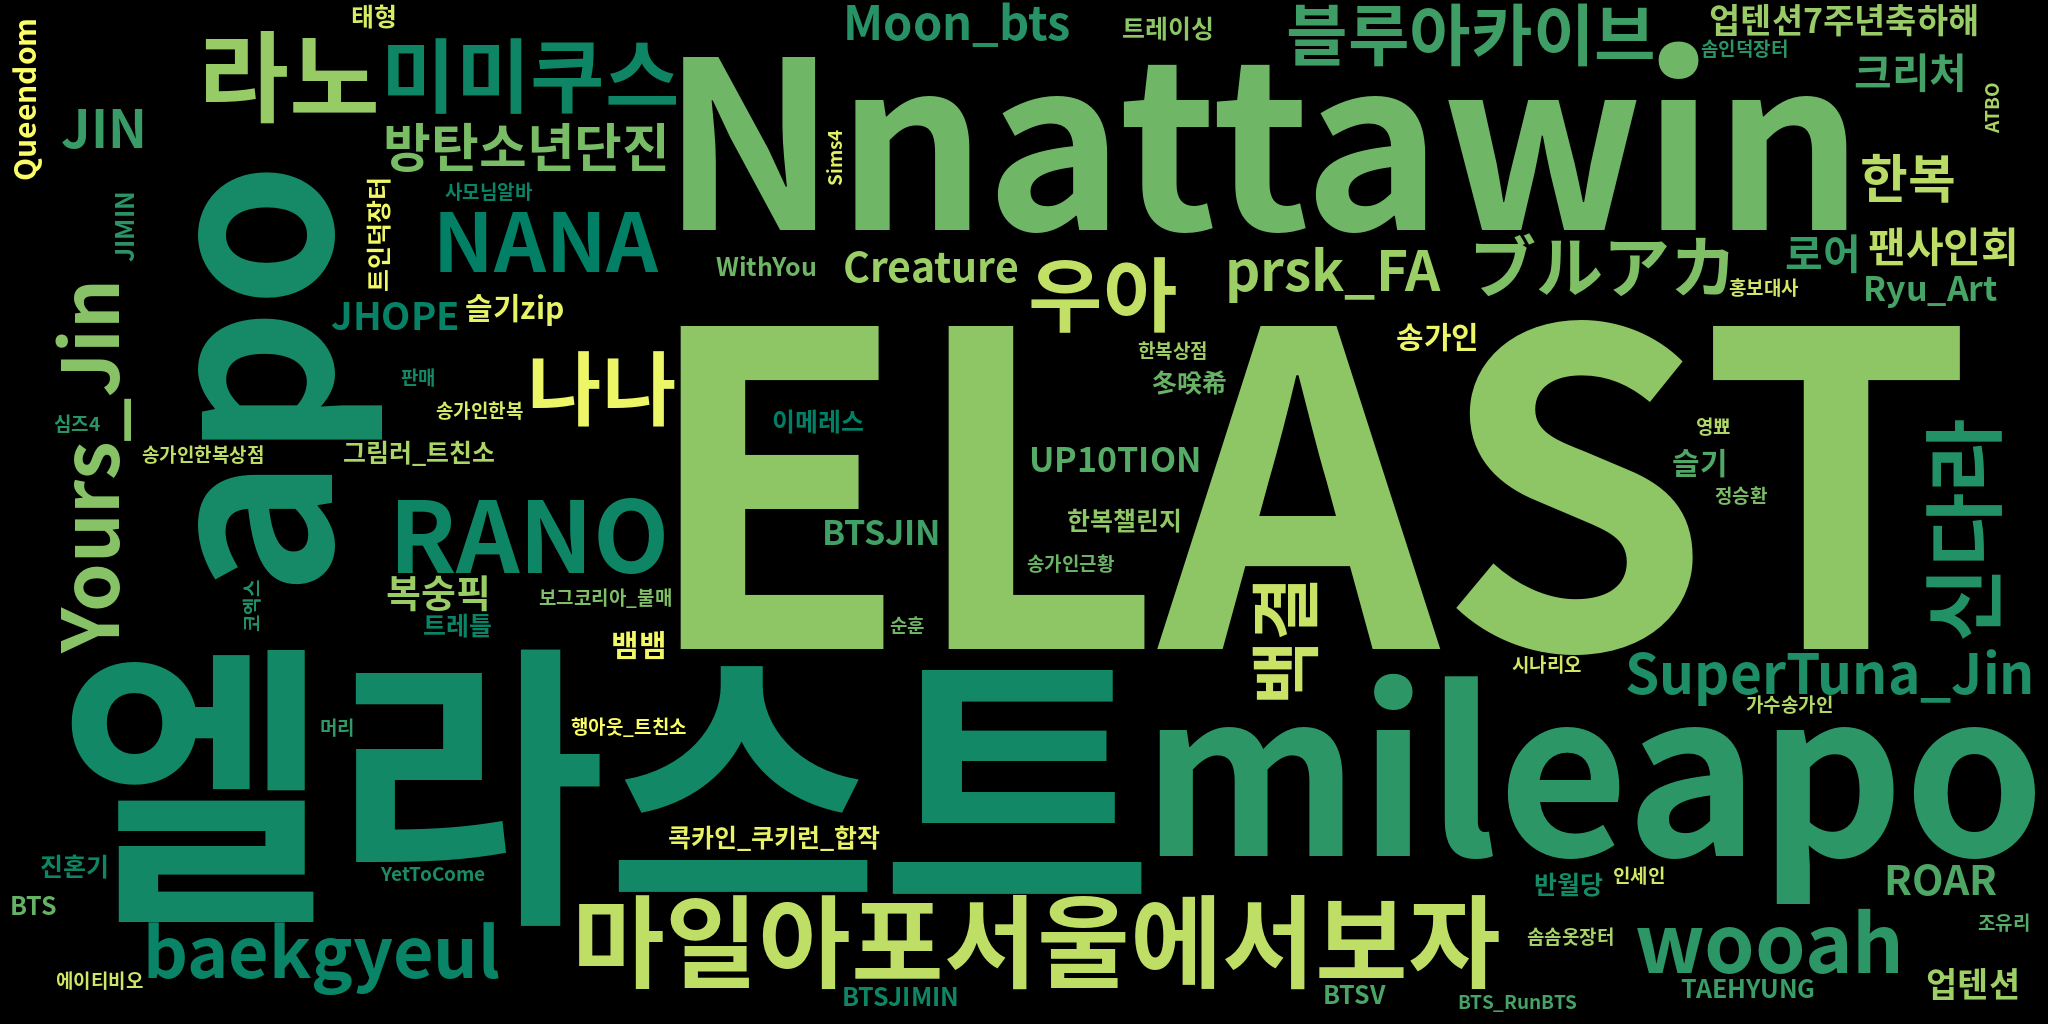 태형
Moon_bts
트레이싱
블루아카이브
업텐션7주년축하해
솜인덕장터
Queendom
라노
미미쿠스
Nnattawin
크리처
ATBO
JIN
방탄소년단진
Sims4
한복
사모님알바
JIMIN
트인덕장터
NANA
WithYou
Creature
우아
prsk_FA
ブルアカ
로어
팬사인회
홍보대사
Ryu_Art
apo
JHOPE
슬기zip
Yours_Jin
송가인
한복상점
冬咲希
판매
나나
송가인한복
ELAST
이메레스
심즈4
송가인한복상점
그림러_트친소
UP10TION
영뾰
슬기
정승환
신다라
RANO
BTSJIN
한복챌린지
송가인근황
코엑스
복숭픽
보그코리아_불매
트레틀
순훈
뱀뱀
백결
시나리오
SuperTuna_Jin
가수송가인
엘라스트
머리
행아웃_트친소
mileapo
콕카인_쿠키런_합작
진혼기
YetToCome
반월당
인세인
ROAR
BTS
마일아포서울에서보자
baekgyeul
솜솜옷장터
wooah
조유리
에이티비오
BTSJIMIN
BTSV
BTS_RunBTS
TAEHYUNG
업텐션